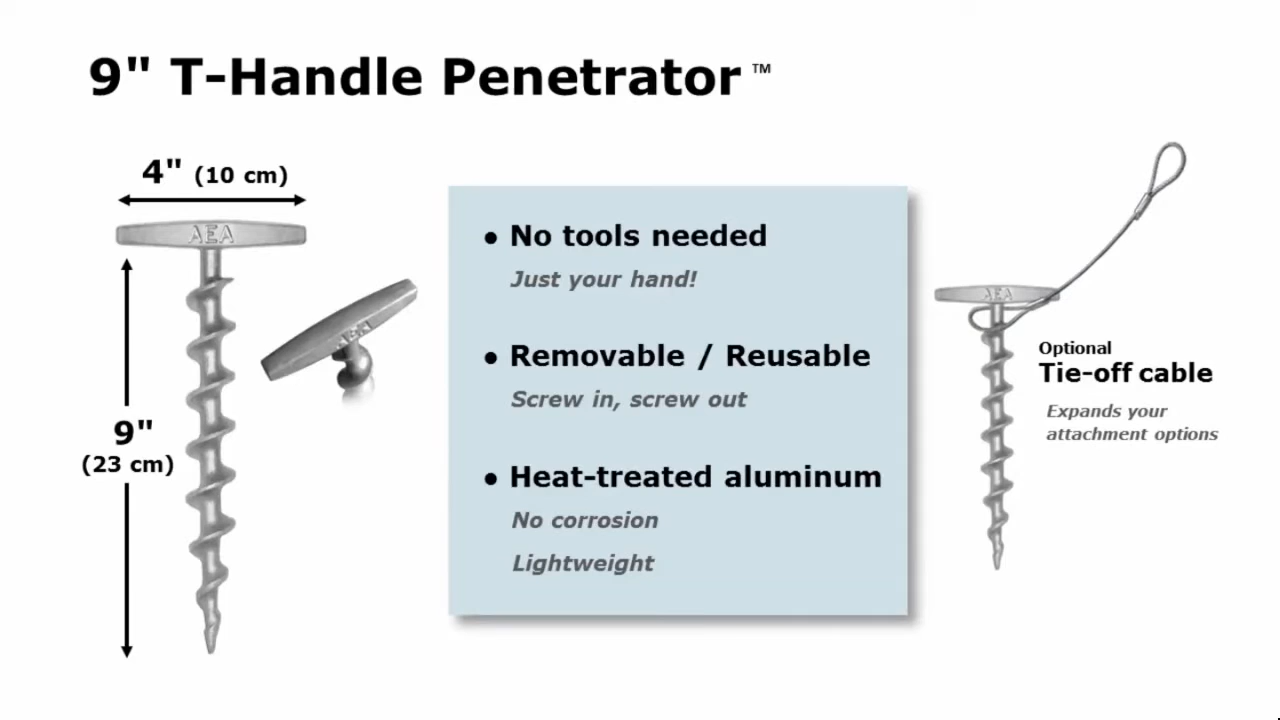 9" T-Handle Penetrator™
4" (10 cm)
AEA
AEA
9"
(23 cm)
● No tools needed
Just your hand!
● Removable / Reusable
Screw in, screw out
● Heat-treated aluminum
No corrosion
Lightweight
AEA
Optional
Tie-off cable
Expands your
attachment options